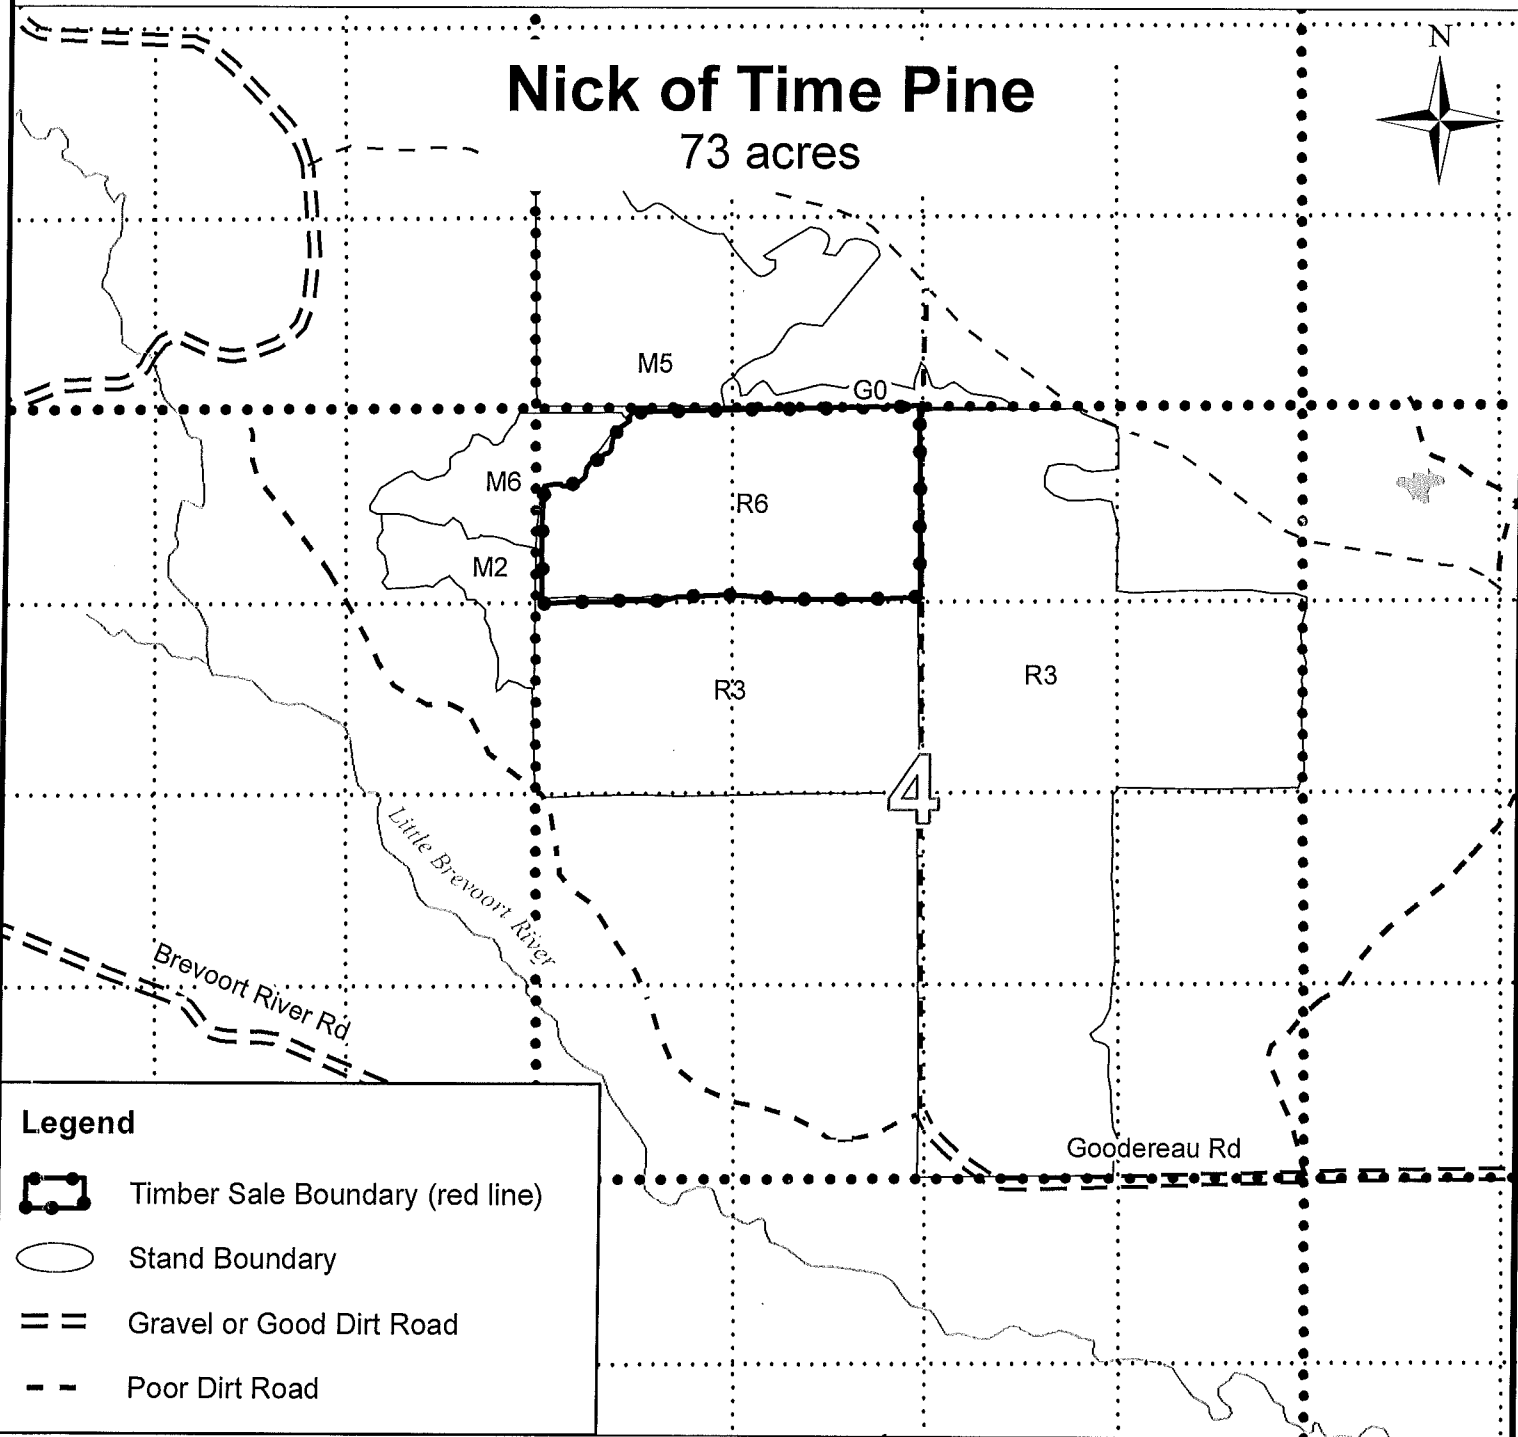 N
Nick of Time Pine
73 acres
M5
G0
M6
R6
M2
R3
R3
4
Little Brevoort River
Brevoort River Rd
Goodereau Rd
Legend
Timber Sale Boundary (red line)
Stand Boundary
Gravel or Good Dirt Road
Poor Dirt Road